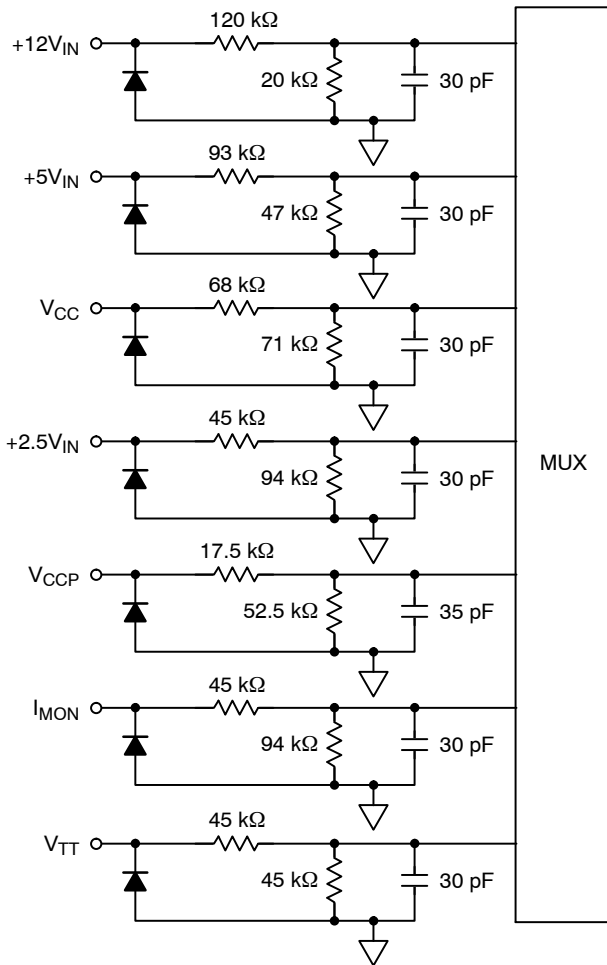 120 kΩ
+12V_IN
20 kΩ
30 pF
93 kΩ
+5V_IN
47 kΩ
30 pF
68 kΩ
V_CC
71 kΩ
30 pF
45 kΩ
+2.5V_IN
94 kΩ
30 pF
MUX
17.5 kΩ
V_CCP
52.5 kΩ
35 pF
45 kΩ
I_MON
94 kΩ
30 pF
45 kΩ
V_TT
45 kΩ
30 pF